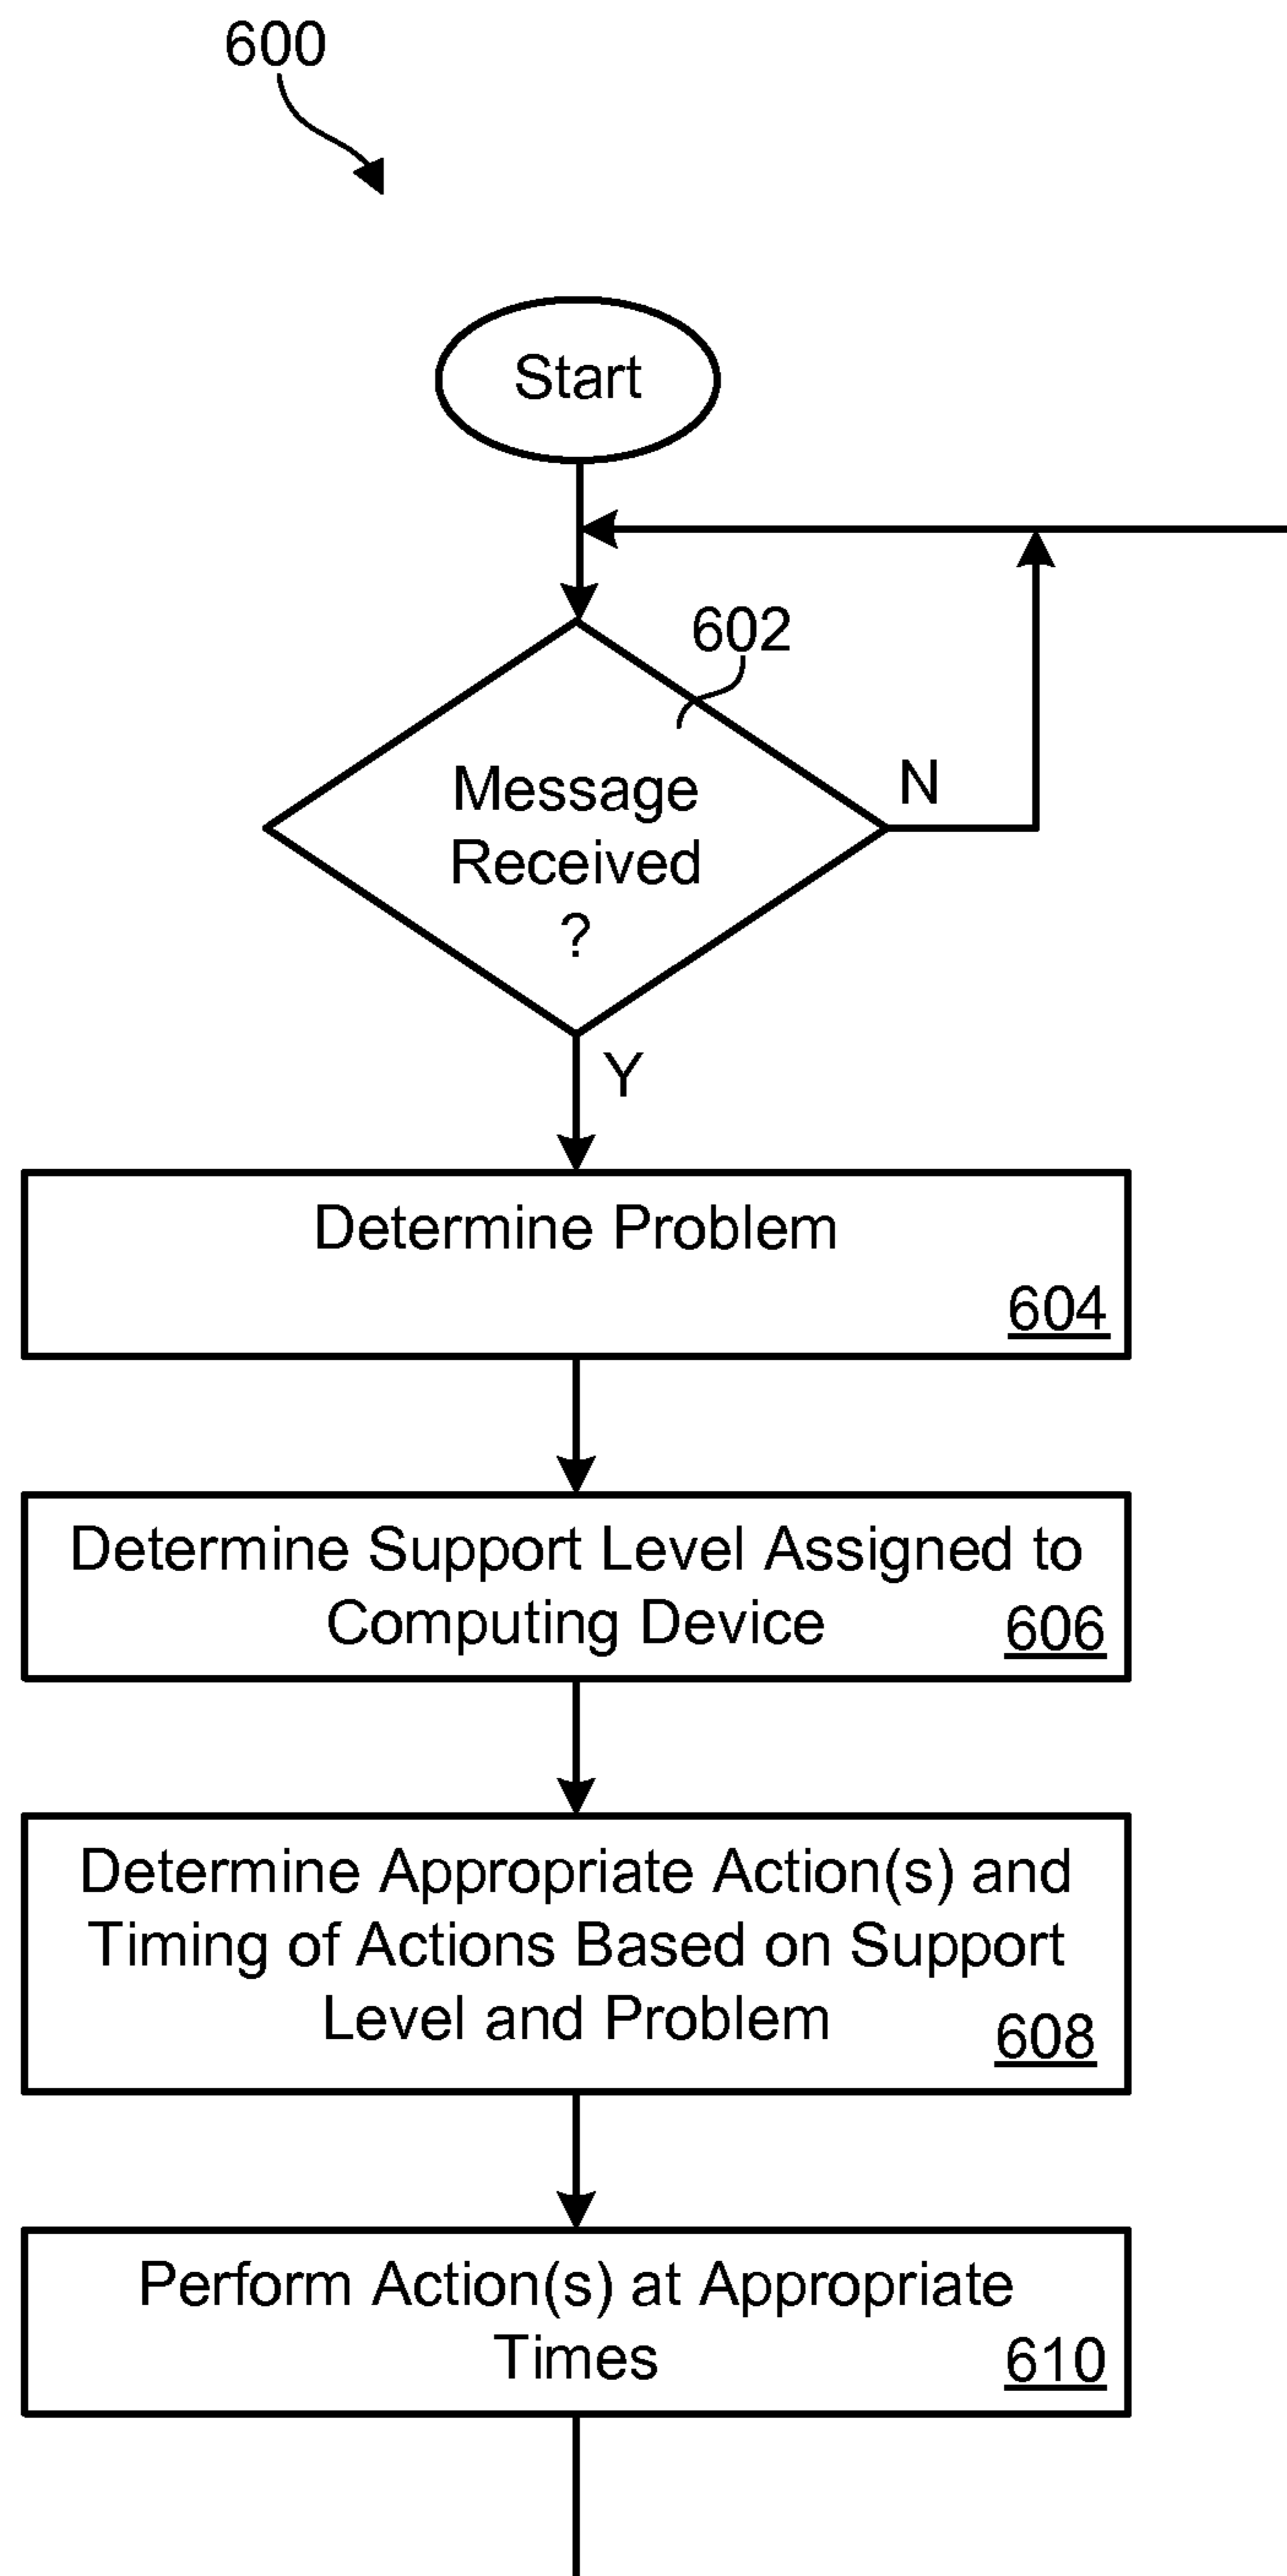 600
Start
602
Message
Received
?
N
Y
Determine Problem
604
Determine Support Level Assigned to
Computing Device
606
Determine Appropriate Action(s) and
Timing of Actions Based on Support
Level and Problem
608
Perform Action(s) at Appropriate
Times
610